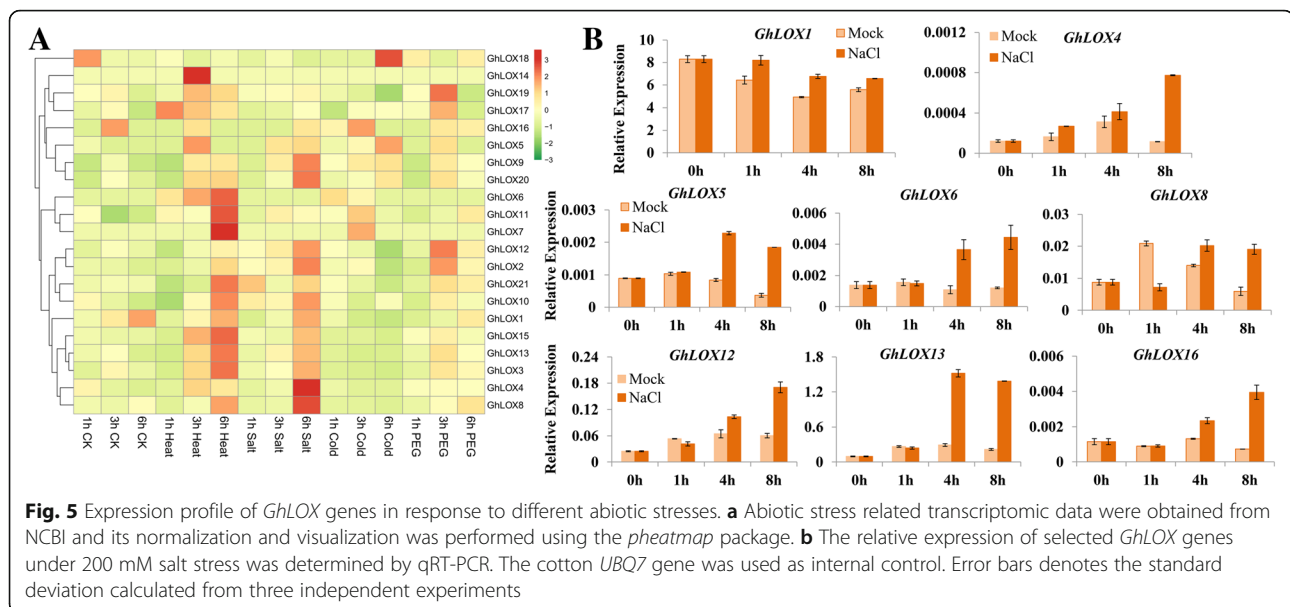 A
GhLOX18
GhLOX14
GhLOX19
GhLOX17
GhLOX16
GhLOX5
GhLOX9
GhLOX20
GhLOX6
GhLOX11
GhLOX7
GhLOX12
GhLOX2
GhLOX21
GhLOX10
GhLOX1
GhLOX15
GhLOX13
GhLOX3
GhLOX4
GhLOX8
3
2
1
0
-1
-2
-3
1h CK
3h CK
6h CK
1h Heat
3h Heat
6h Heat
1h Salt
3h Salt
6h Salt
1h Cold
3h Cold
6h Cold
1h PEG
3h PEG
6h PEG
B
GhLOX1
Mock
NaCl
Relative Expression
10
8
6
4
2
0
0h 1h 4h 8h
GhLOX4
Mock
NaCl
0.0012
0.0008
0.0004
0
0h 1h 4h 8h
GhLOX5
Mock
NaCl
Relative Expression
0.003
0.002
0.001
0
0h 1h 4h 8h
GhLOX6
Mock
NaCl
0.006
0.004
0.002
0
0h 1h 4h 8h
GhLOX8
Mock
NaCl
0.03
0.02
0.01
0
0h 1h 4h 8h
GhLOX12
Mock
NaCl
Relative Expression
0.24
0.18
0.12
0.06
0
0h 1h 4h 8h
GhLOX13
Mock
NaCl
1.8
1.2
0.6
0
0h 1h 4h 8h
GhLOX16
Mock
NaCl
0.006
0.004
0.002
0
0h 1h 4h 8h
Fig. 5 Expression profile of GhLOX genes in response to different abiotic stresses. a Abiotic stress related transcriptomic data were obtained from
NCBI and its normalization and visualization was performed using the pheatmap package. b The relative expression of selected GhLOX genes
under 200 mM salt stress was determined by qRT-PCR. The cotton UBQ7 gene was used as internal control. Error bars denotes the standard
deviation calculated from three independent experiments